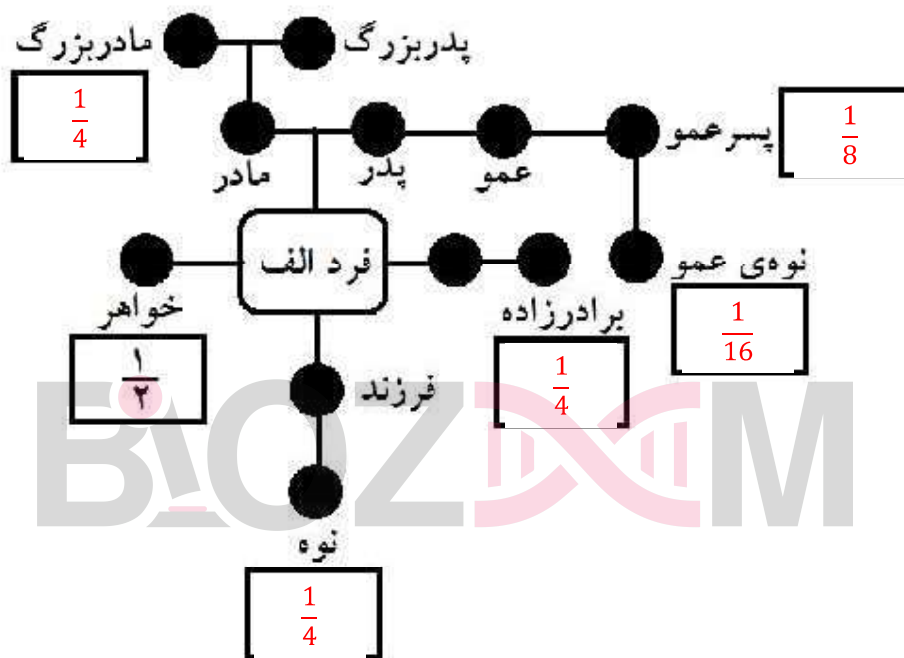 مادربزرگ
پدربزرگ
1/4
مادر
پدر
عمو
پسرعمو
1/8
خواهر
۱/۲
فرد الف
برادرزاده
1/4
نوه‌ی عمو
1/16
فرزند
نوه
1/4
BIOZOOM